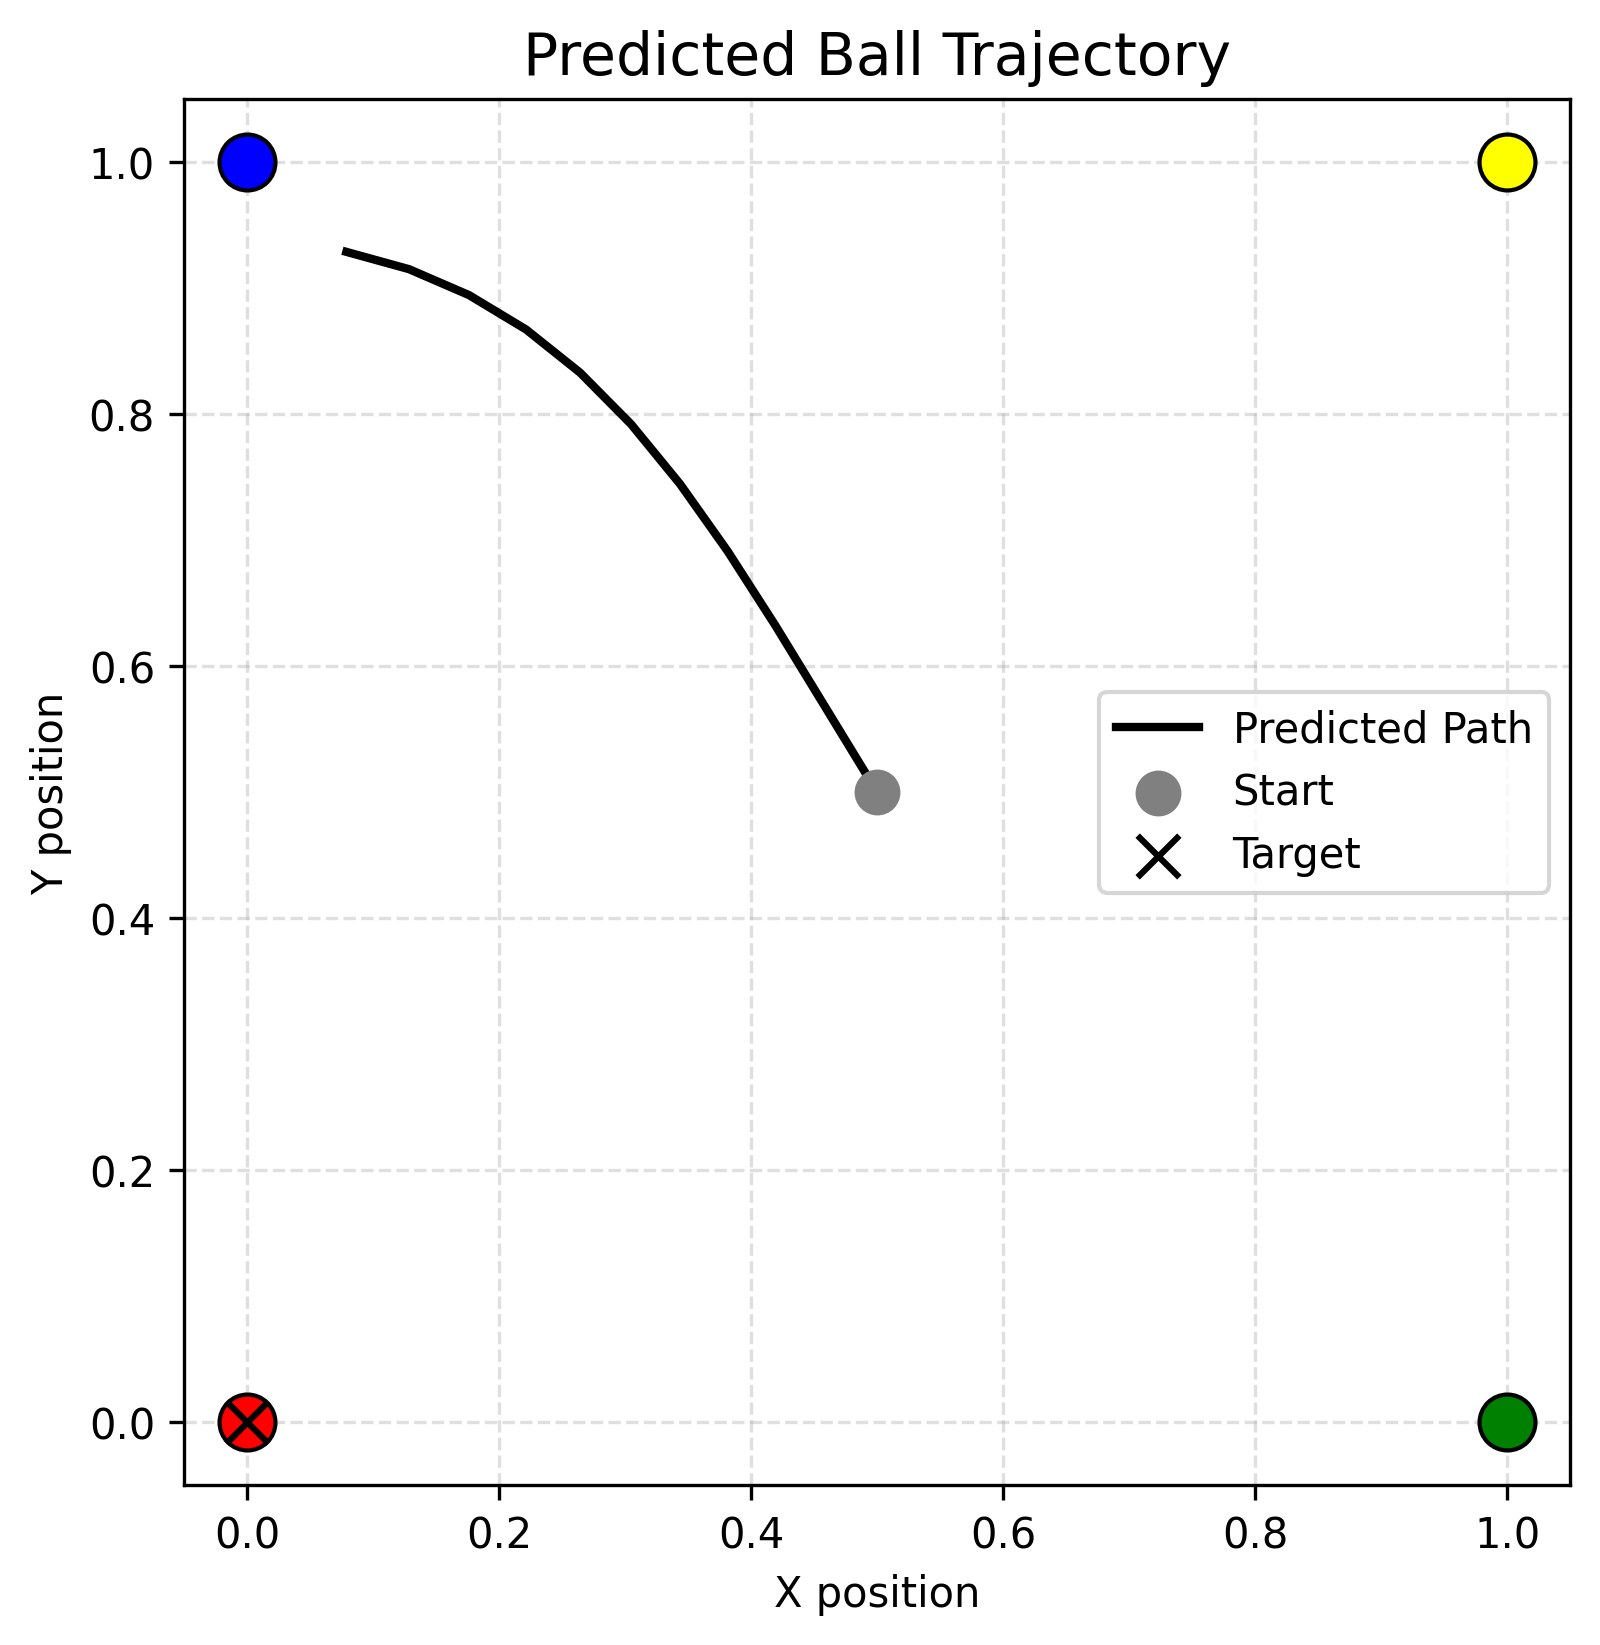 Predicted Ball Trajectory
1.0
0.8
0.6
0.4
0.2
0.0
Y position
Predicted Path
Start
Target
0.0 0.2 0.4 0.6 0.8 1.0
X position